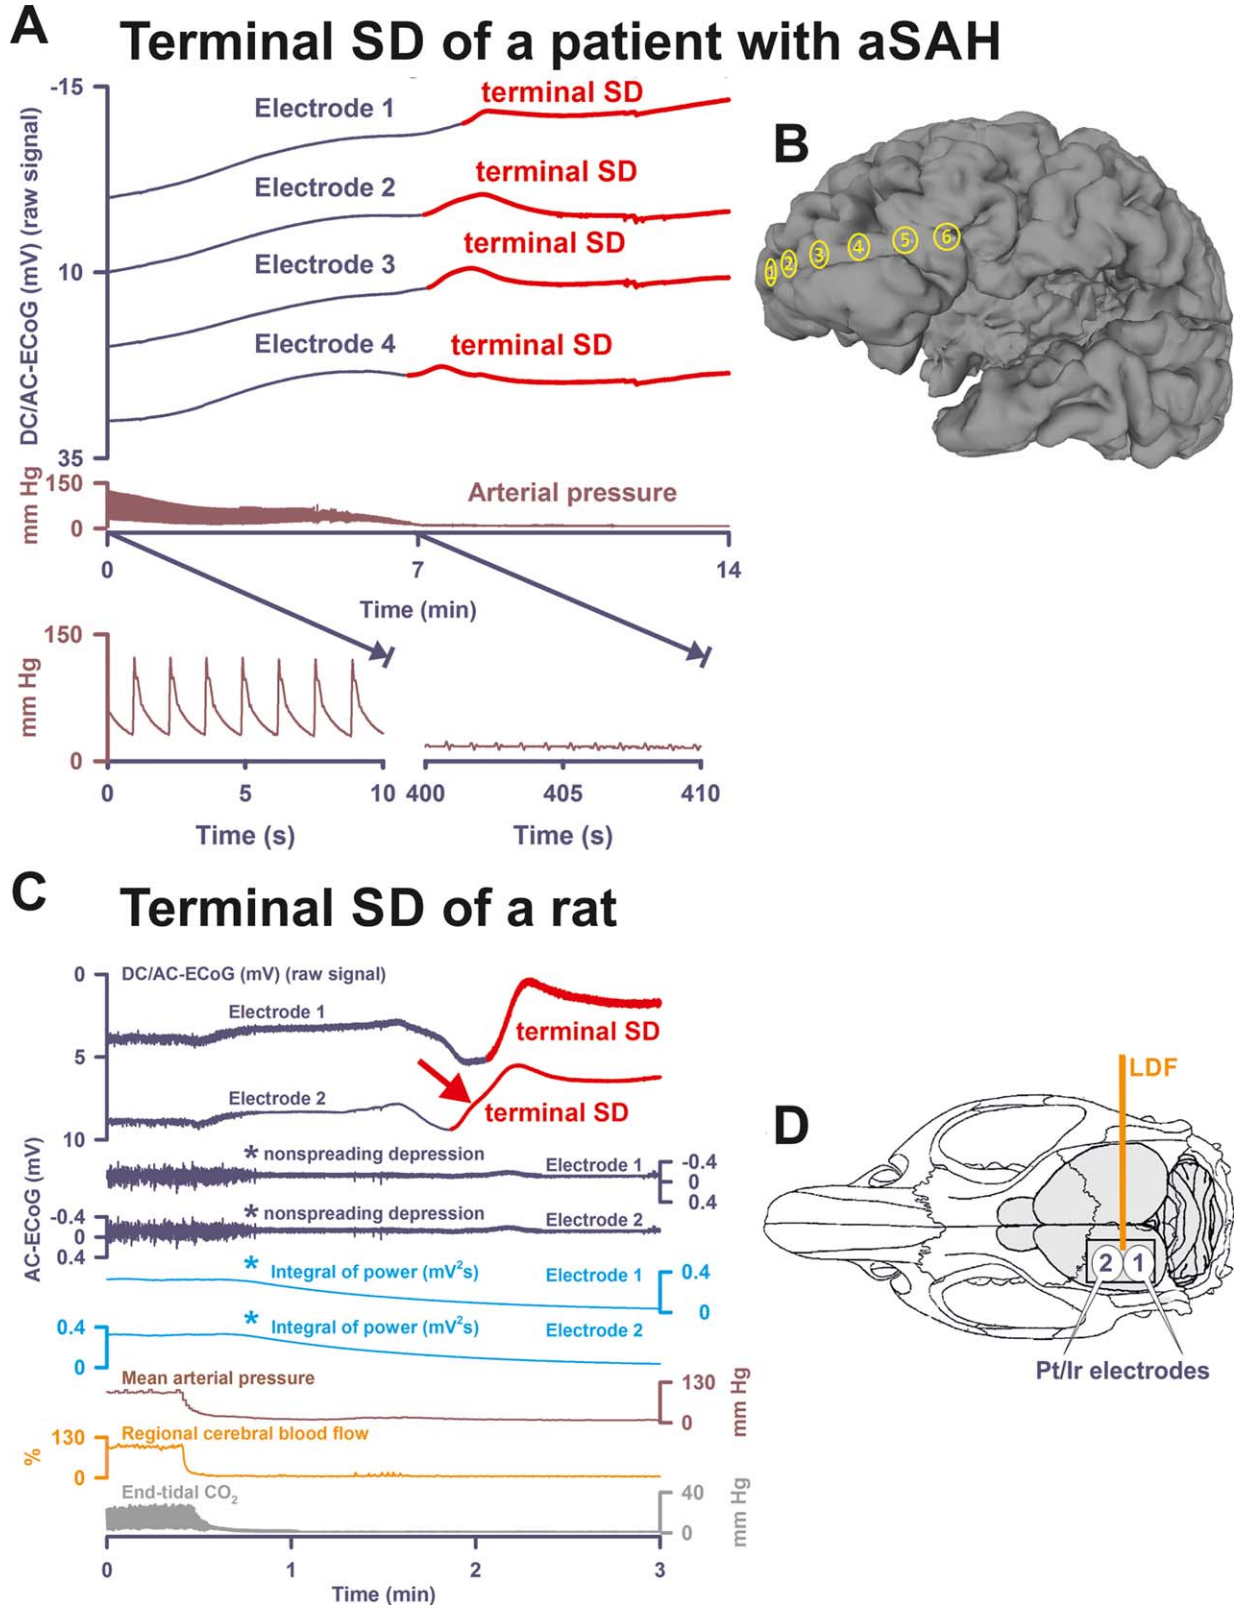 A
Terminal SD of a patient with aSAH
DC/AC-ECoG (mV) (raw signal)
-15
10
35
Electrode 1
terminal SD
Electrode 2
terminal SD
Electrode 3
terminal SD
Electrode 4
terminal SD
mm Hg
150
0
Arterial pressure
0 7 14
Time (min)
mm Hg
150
0
0 5 10 400 405 410
Time (s) Time (s)
B
1 2 3 4 5 6
C
Terminal SD of a rat
0
5
10
DC/AC-ECoG (mV) (raw signal)
Electrode 1
terminal SD
Electrode 2
terminal SD
AC-ECoG (mV)
* nonspreading depression Electrode 1
-0.4
0
0.4
-0.4
0
0.4
* nonspreading depression Electrode 2
* Integral of power (mV²s) Electrode 1
0.4
0
0.4
0
* Integral of power (mV²s) Electrode 2
Mean arterial pressure
130
0
mm Hg
%
130
0
Regional cerebral blood flow
End-tidal CO₂
40
0
mm Hg
0 1 2 3
Time (min)
D
LDF
2 1
Pt/Ir electrodes